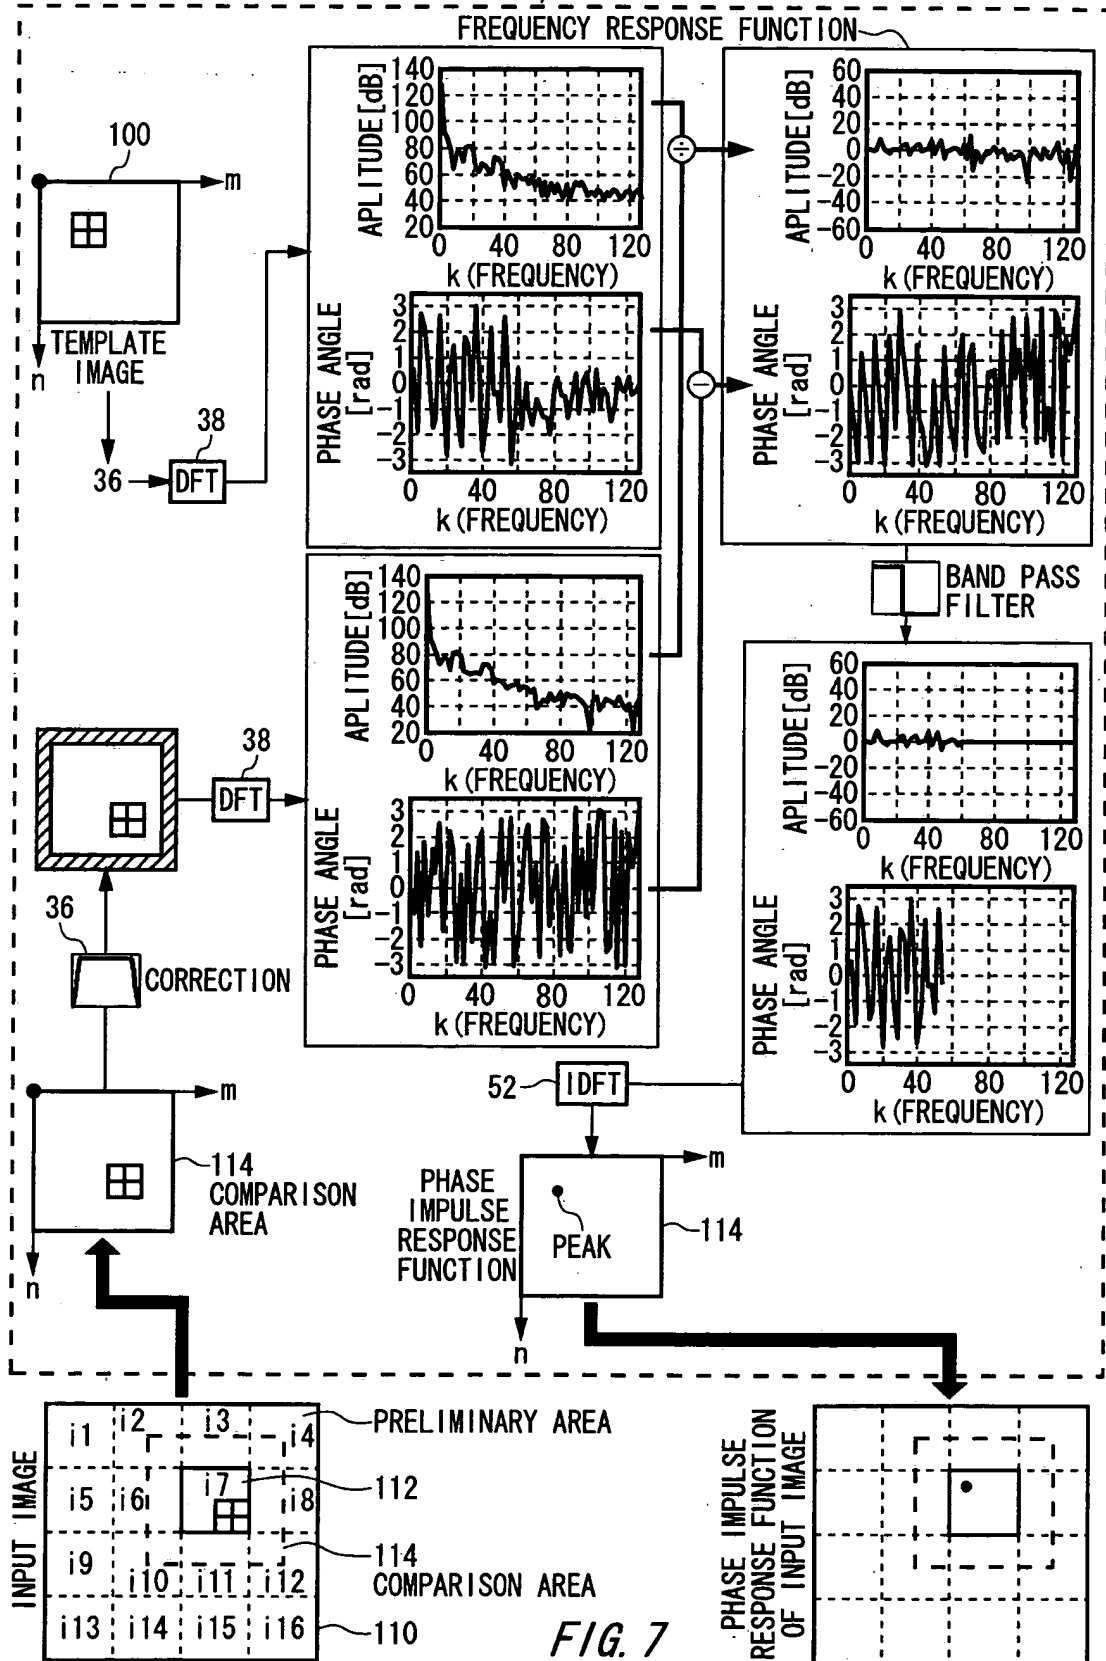 FREQUENCY RESPONSE FUNCTION
100
m
n
TEMPLATE
IMAGE
36
38
DFT
APLITUDE[dB]
140
120
100
80
60
40
20
0 40 80 120
k(FREQUENCY)
PHASE ANGLE
[rad]
3
2
1
0
-1
-2
-3
0 40 80 120
k(FREQUENCY)
÷
−
APLITUDE[dB]
60
40
20
0
-20
-40
-60
0 40 80 120
k(FREQUENCY)
PHASE ANGLE
[rad]
3
2
1
0
-1
-2
-3
0 40 80 120
k(FREQUENCY)
BAND PASS
FILTER
APLITUDE[dB]
140
120
100
80
60
40
20
0 40 80 120
k(FREQUENCY)
PHASE ANGLE
[rad]
3
2
1
0
-1
-2
-3
0 40 80 120
k(FREQUENCY)
38
DFT
36
CORRECTION
m
n
114
COMPARISON
AREA
APLITUDE[dB]
60
40
20
0
-20
-40
-60
0 40 80 120
k(FREQUENCY)
PHASE ANGLE
[rad]
3
2
1
0
-1
-2
-3
0 40 80 120
k(FREQUENCY)
52
IDFT
PHASE
IMPULSE
RESPONSE
FUNCTION
m
n
PEAK
114
INPUT IMAGE
i1 i2 i3 i4
i5 i6 i7 i8
i9 i10 i11 i12
i13 i14 i15 i16
PRELIMINARY AREA
112
114
COMPARISON AREA
110
PHASE IMPULSE
RESPONSE FUNCTION
OF INPUT IMAGE
FIG. 7